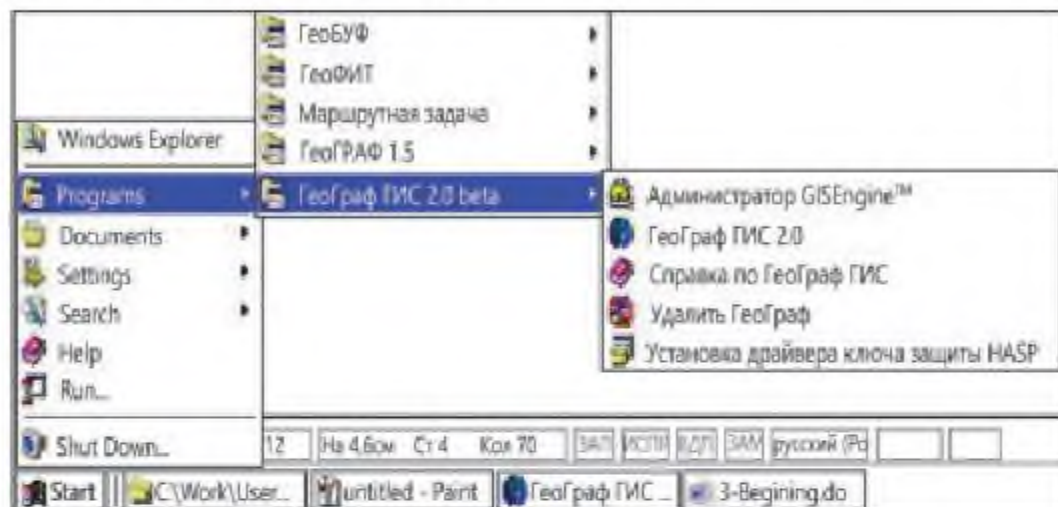 ГеоБУФ
ГеоФИТ
Маршрутная задача
ГеоГРАФ 1.5
ГеоГраф ГИС 2.0 beta
Windows Explorer
Programs
Documents
Settings
Search
Help
Run...
Shut Down...
Администратор GISEngine™
ГеоГраф ГИС 2.0
Справка по ГеоГраф ГИС
Удалить ГеоГраф
Установка драйвера ключа защиты HASP
12 На 4,6см Ст 4 Кол 70 ЗАП ИСПР ВДЛ ЗАМ русский (Ро
Start C:\Work\User... untitled - Paint ГеоГраф ГИС ... 3-Begining.do